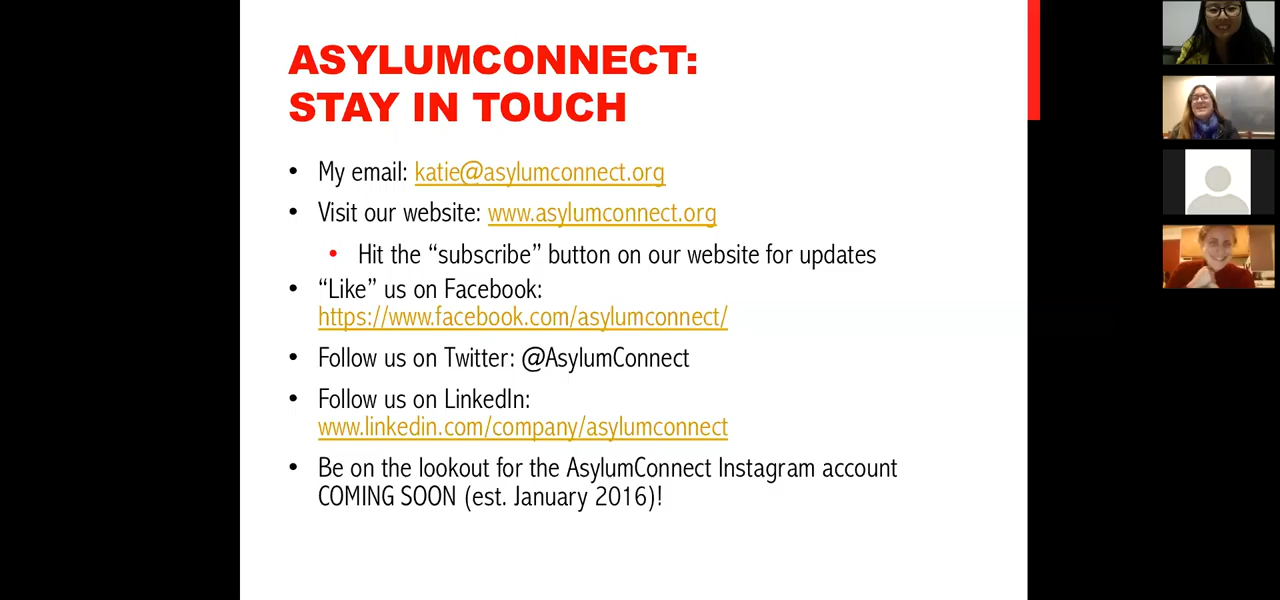 ASYLUMCONNECT:
STAY IN TOUCH
• My email: katie@asylumconnect.org
• Visit our website: www.asylumconnect.org
• Hit the “subscribe” button on our website for updates
• “Like” us on Facebook:
https://www.facebook.com/asylumconnect/
• Follow us on Twitter: @AsylumConnect
• Follow us on LinkedIn:
www.linkedin.com/company/asylumconnect
• Be on the lookout for the AsylumConnect Instagram account
COMING SOON (est. January 2016)!